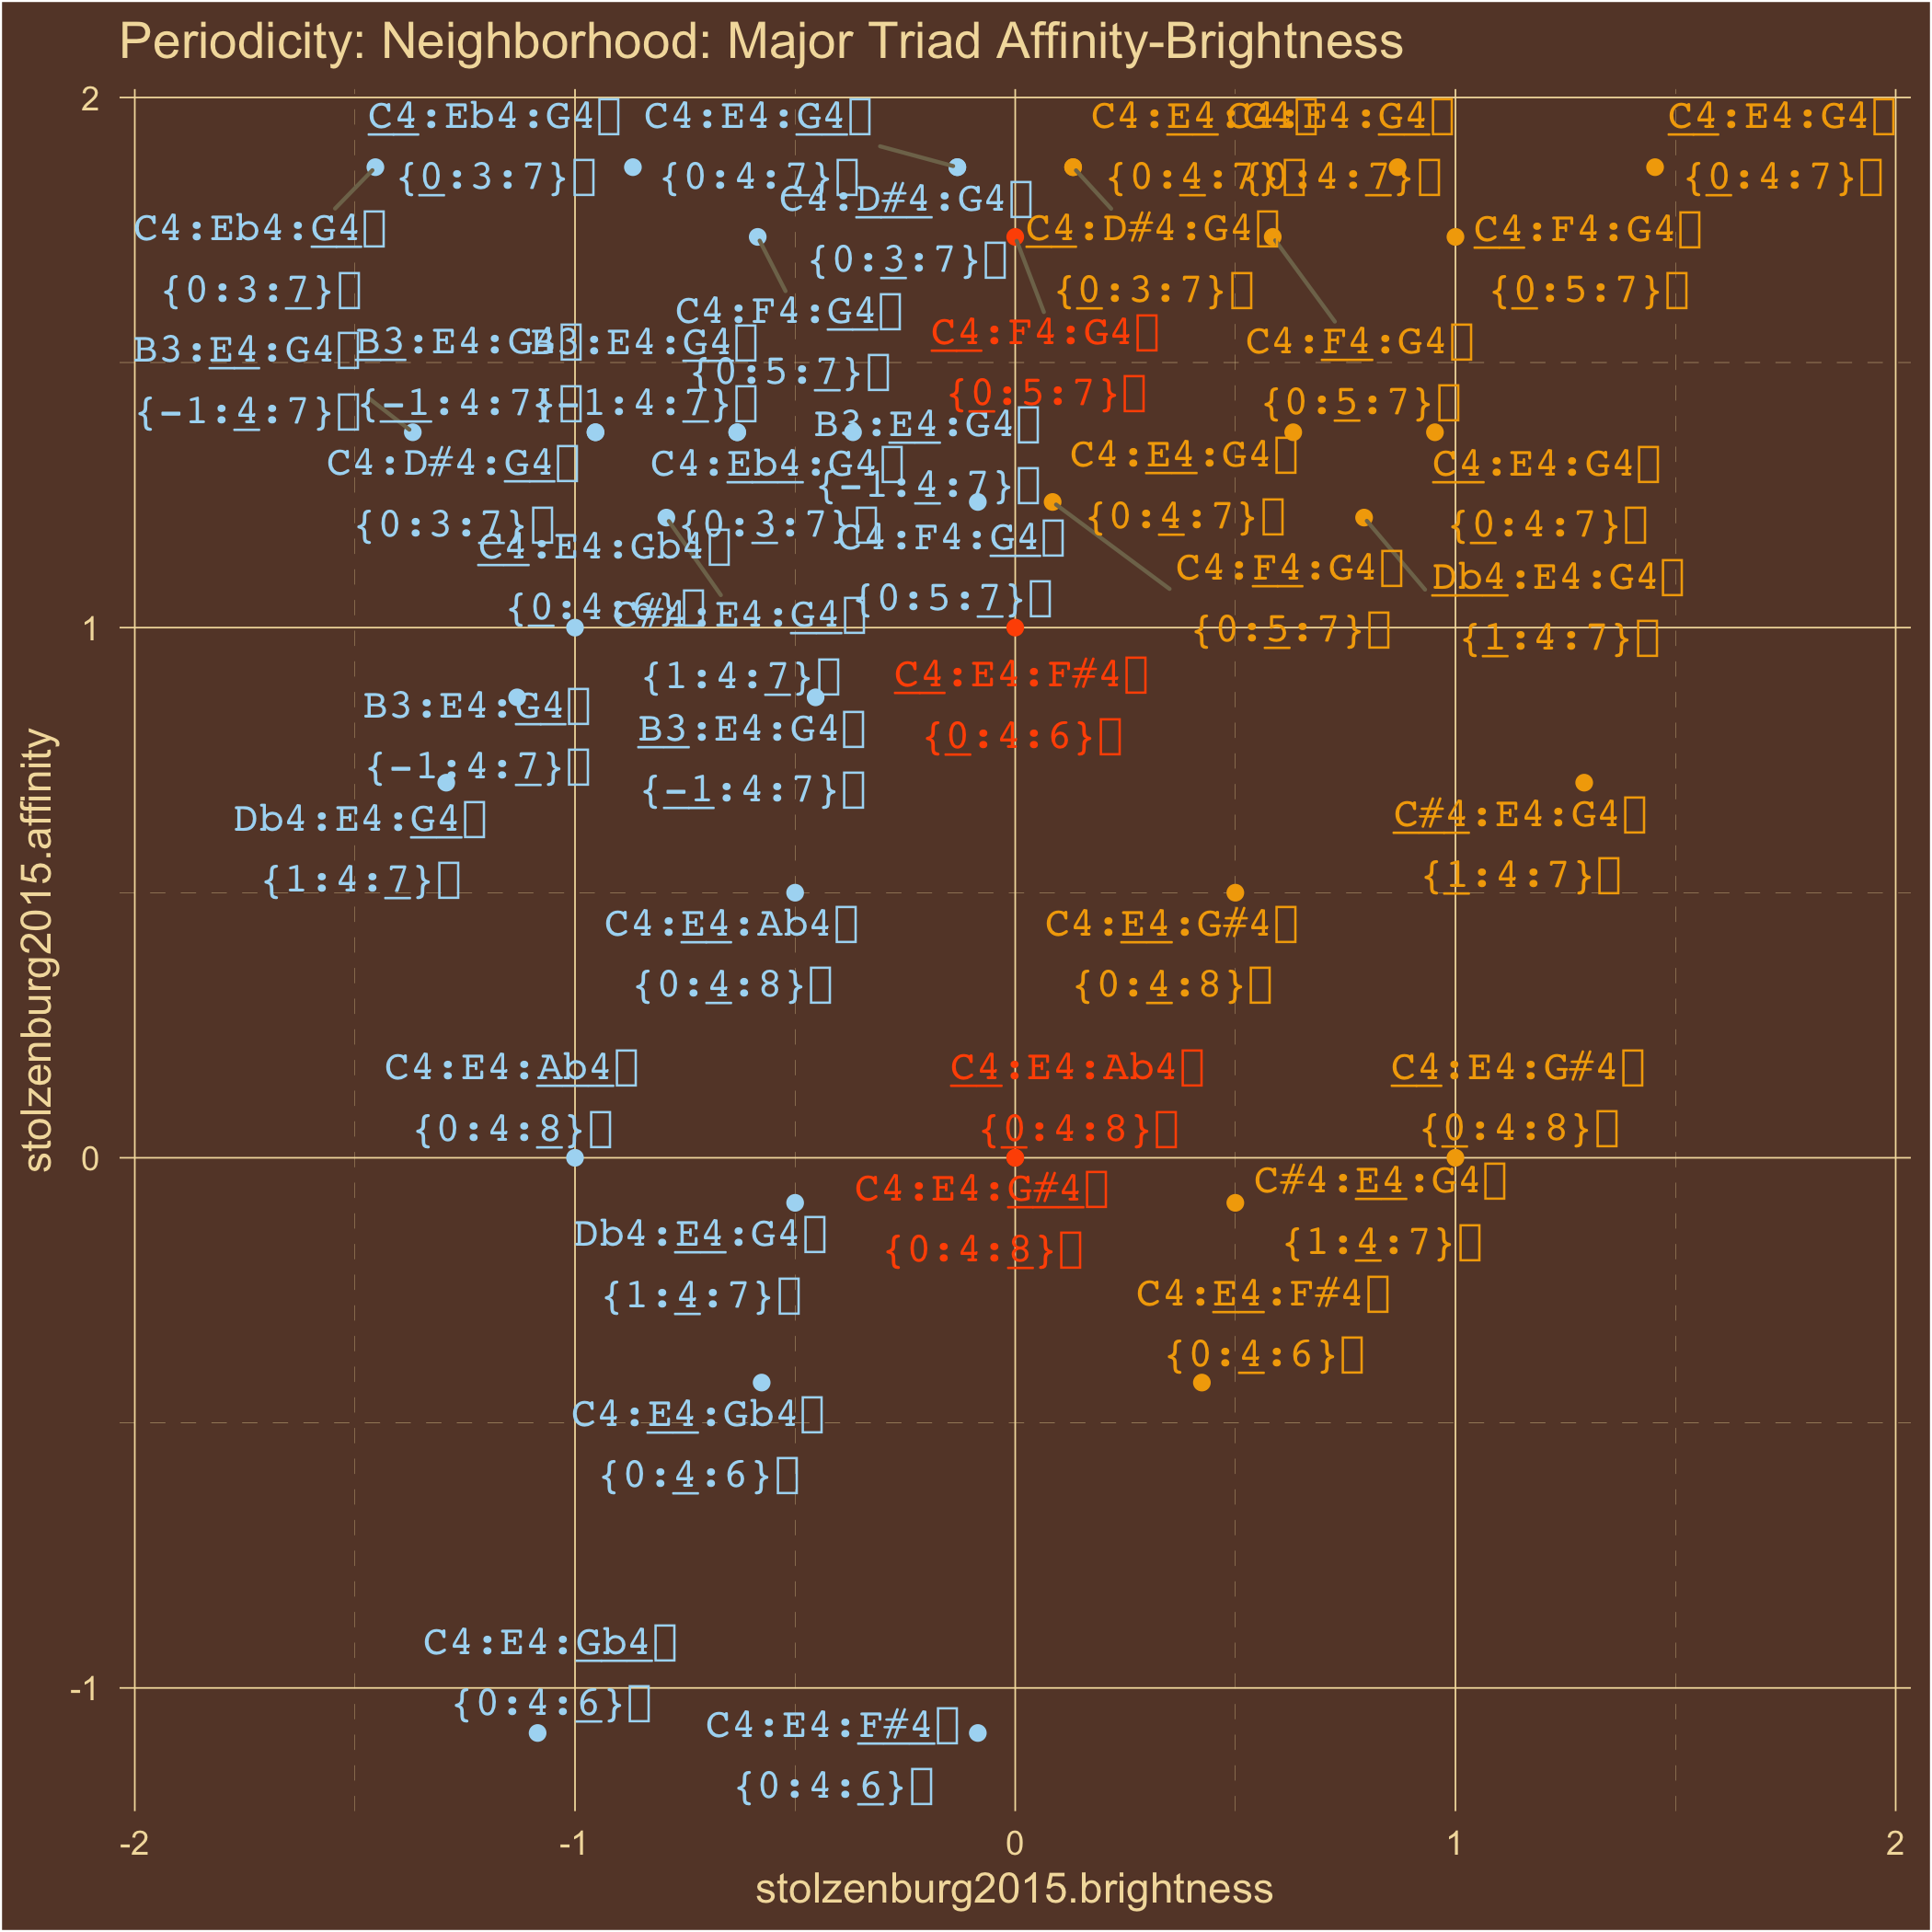 Periodicity: Neighborhood: Major Triad Affinity-Brightness
2
C4:Eb4:G4
{0:3:7}
C4:E4:G4
{0:4:7}
C4:E4:G4
{0:4:7}
C4:E4:G4
{0:4:7}
C4:E4:G4
{0:4:7}
C4:Eb4:G4
{0:3:7}
C4:D#4:G4
{0:3:7}
C4:D#4:G4
{0:3:7}
C4:F4:G4
{0:5:7}
C4:F4:G4
{0:5:7}
C4:F4:G4
{0:5:7}
C4:F4:G4
{0:5:7}
B3:E4:G4
{-1:4:7}
B3:E4:G4
{-1:4:7}
B3:E4:G4
{-1:4:7}
B3:E4:G4
{-1:4:7}
C4:D#4:G4
{0:3:7}
C4:Eb4:G4
{0:3:7}
C4:E4:G4
{0:4:7}
C4:E4:G4
{0:4:7}
C4:E4:Gb4
{0:4:6}
C4:F4:G4
{0:5:7}
C4:F4:G4
{0:5:7}
Db4:E4:G4
{1:4:7}
1
C#4:E4:G4
{1:4:7}
C4:E4:F#4
{0:4:6}
B3:E4:G4
{-1:4:7}
B3:E4:G4
{-1:4:7}
Db4:E4:G4
{1:4:7}
C#4:E4:G4
{1:4:7}
C4:E4:Ab4
{0:4:8}
C4:E4:G#4
{0:4:8}
C4:E4:Ab4
{0:4:8}
C4:E4:Ab4
{0:4:8}
C4:E4:G#4
{0:4:8}
0
C4:E4:G#4
{0:4:8}
C#4:E4:G4
{1:4:7}
Db4:E4:G4
{1:4:7}
C4:E4:F#4
{0:4:6}
C4:E4:Gb4
{0:4:6}
C4:E4:Gb4
{0:4:6}
-1
C4:E4:F#4
{0:4:6}
-2
-1
0
1
2
stolzenburg2015.brightness
stolzenburg2015.affinity